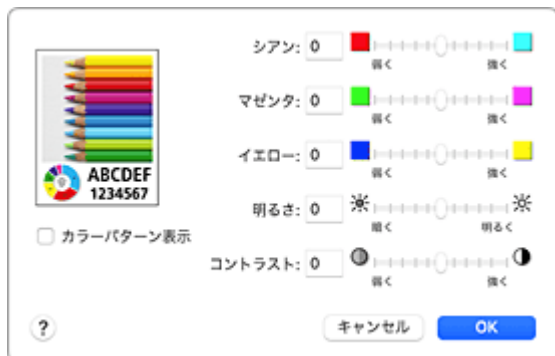 シアン: 0
弱く 強く
マゼンタ: 0
弱く 強く
イエロー: 0
弱く 強く
ABCDEF
1234567
明るさ: 0
暗く 明るく
カラーパターン表示
コントラスト: 0
弱く 強く
? キャンセル OK